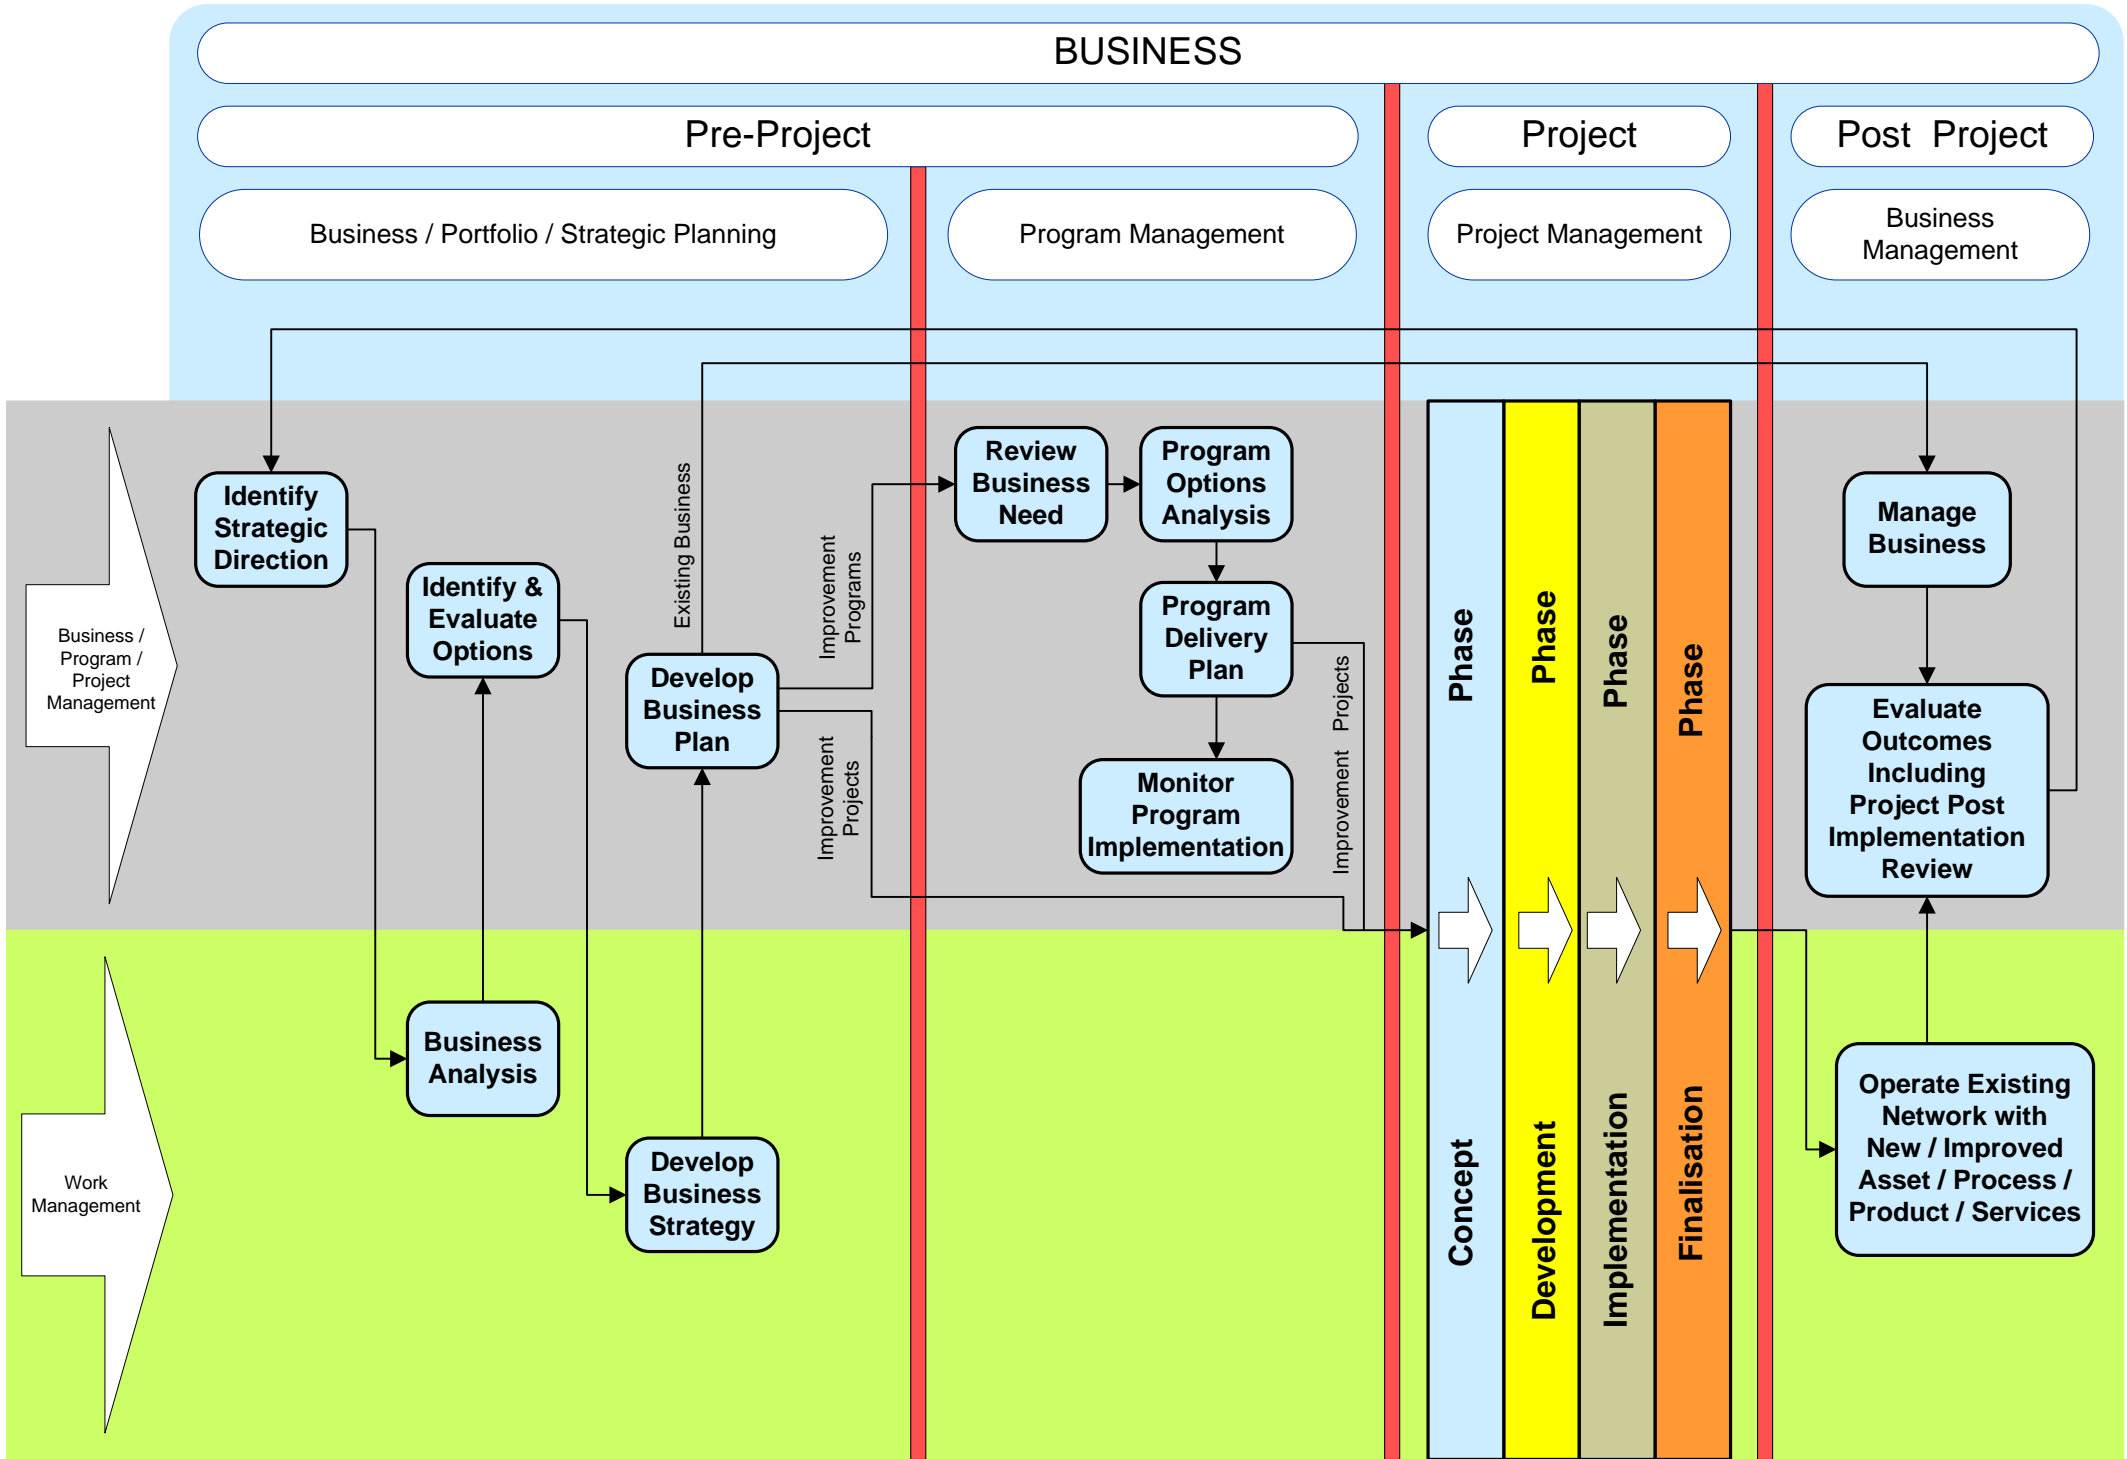 BUSINESS
Pre-Project
Project
Post Project
Business / Portfolio / Strategic Planning
Program Management
Project Management
Business
Management
Business /
Program /
Project
Management
Identify
Strategic
Direction
Identify &
Evaluate
Options
Existing Business
Develop
Business
Plan
Improvement
Programs
Improvement
Projects
Review
Business
Need
Program
Options
Analysis
Program
Delivery
Plan
Monitor
Program
Implementation
Improvement Projects
Concept Phase
Development Phase
Implementation Phase
Finalisation Phase
Manage
Business
Evaluate
Outcomes
Including
Project Post
Implementation
Review
Work
Management
Business
Analysis
Develop
Business
Strategy
Operate Existing
Network with
New / Improved
Asset / Process /
Product / Services